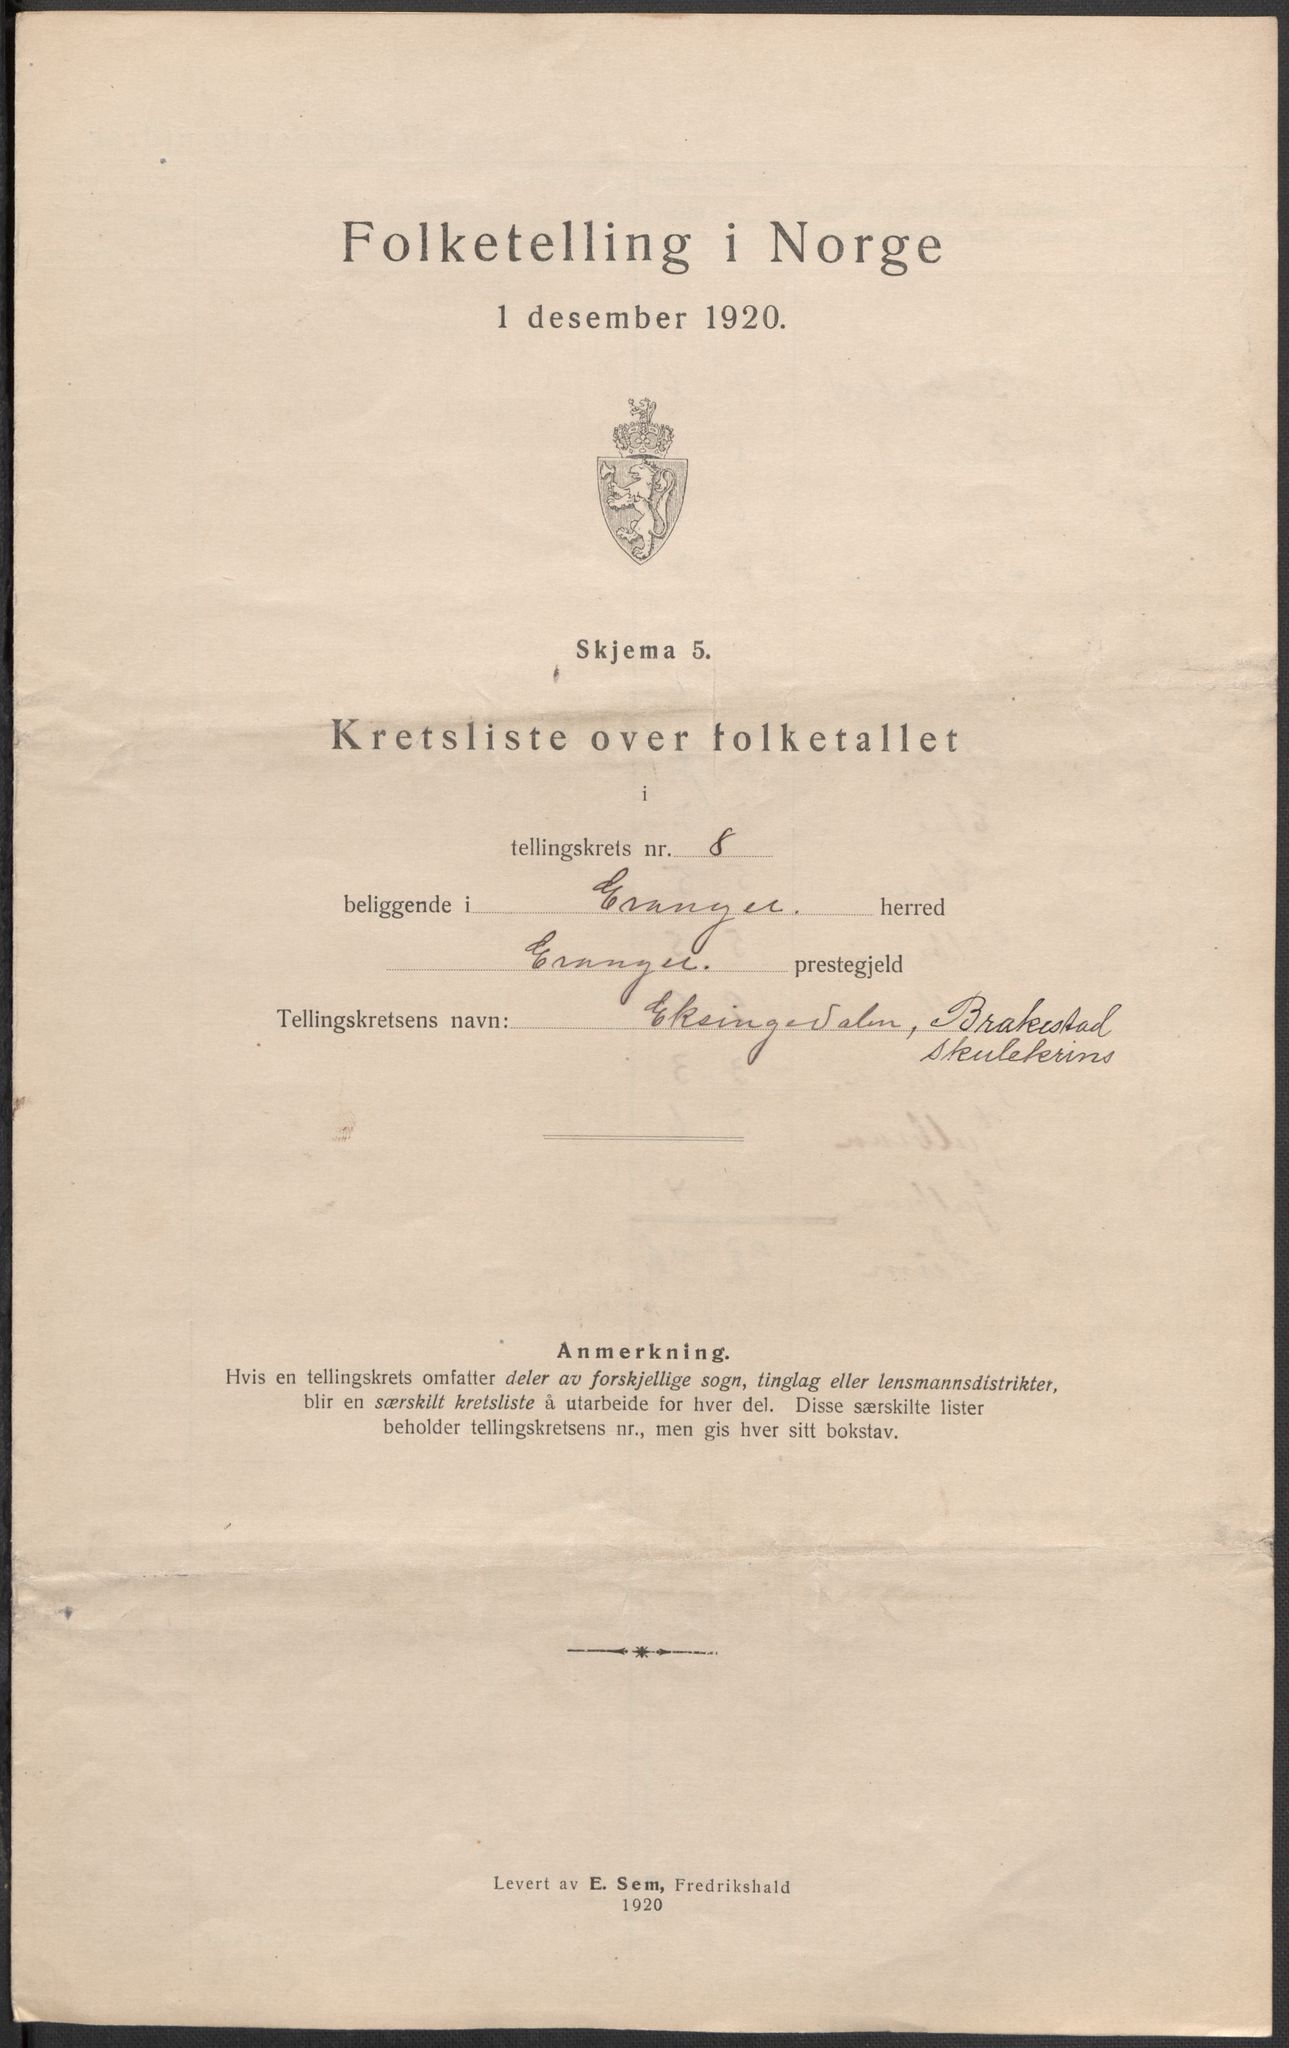 Folketelling i Norge
1 desember 1920.
Skjema 5.
Kretsliste over folketallet
i
tellingskrets nr. 8
beliggende i Evanger. herred
Evanger. prestegjeld
Tellingskretsens navn: Eksingedalen, Brakestad
skulekrins
Anmerkning.
Hvis en tellingskrets omfatter deler av forskjellige sogn, tinglag eller lensmannsdistrikter,
blir en særskilt kretsliste å utarbeide for hver del. Disse særskilte lister
beholder tellingskretsens nr., men gis hver sitt bokstav.
Levert av E. Sem, Fredrikshald
1920